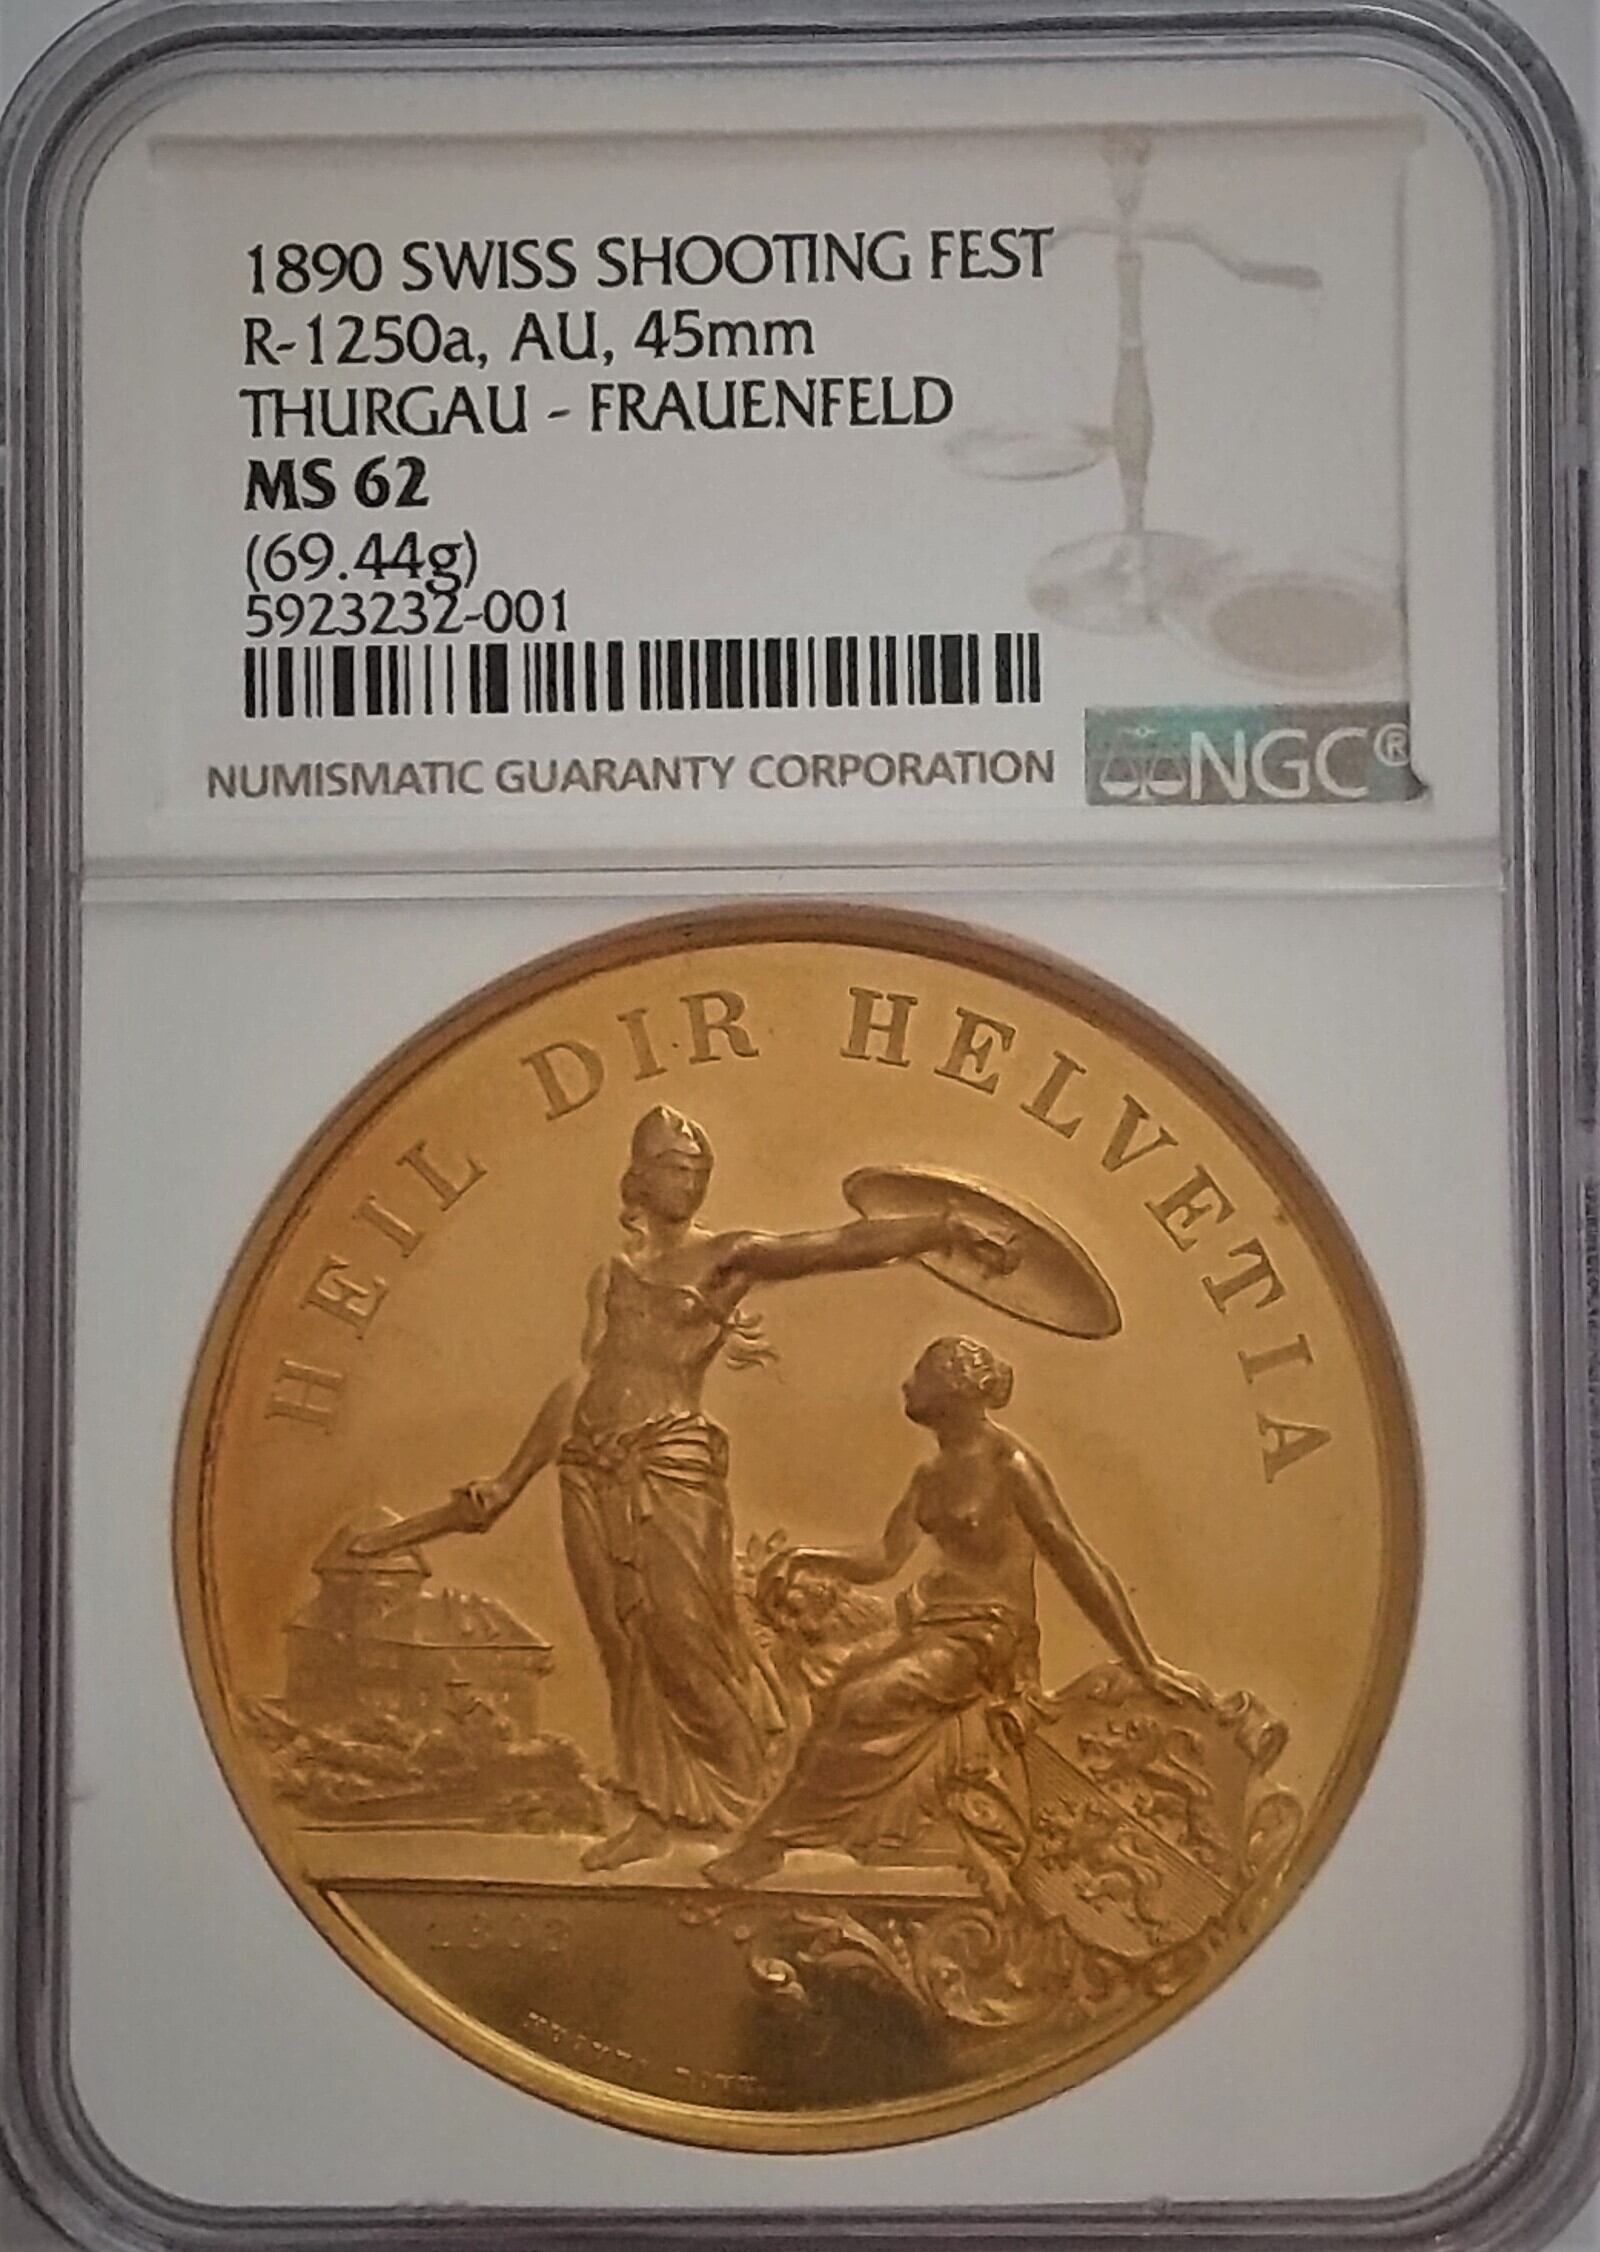 1890 SWISS SHOOTING FEST
R-1250a, AU, 45mm
THURGAU - FRAUENFELD
MS 62
(69.44g)
5923232-001
NUMISMATIC GUARANTY CORPORATION
NGC®
HEIL DIR HELVETIA